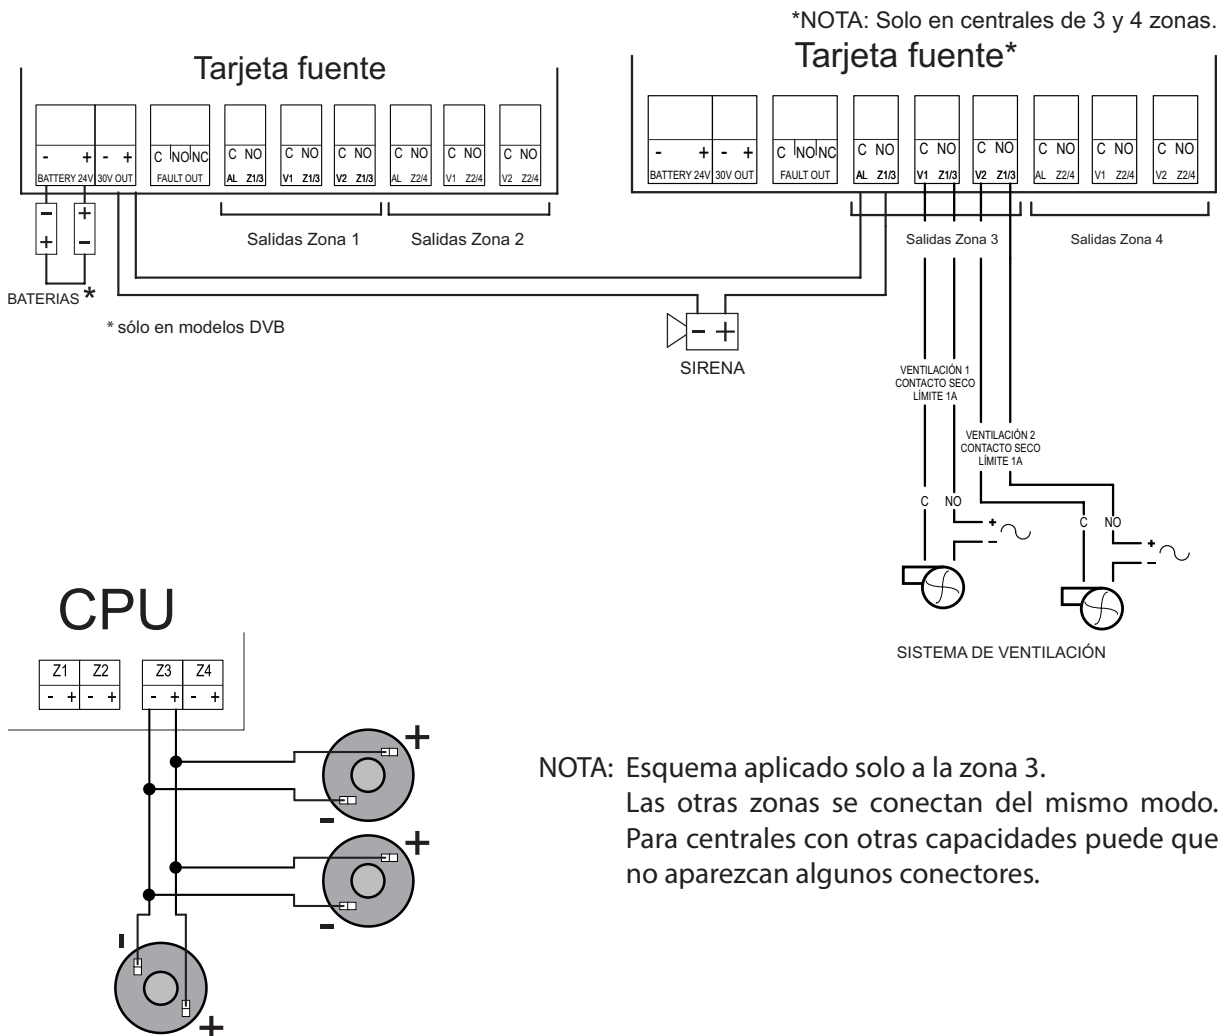 *NOTA: Solo en centrales de 3 y 4 zonas.
Tarjeta fuente
- + - +
BATTERY 24V 30V OUT
C NO NC
FAULT OUT
C NO
AL Z1/3
C NO
V1 Z1/3
C NO
V2 Z1/3
C NO
AL Z2/4
C NO
V1 Z2/4
C NO
V2 Z2/4
Salidas Zona 1
Salidas Zona 2
- +
+ -
BATERIAS *
* sólo en modelos DVB
Tarjeta fuente*
- + - +
BATTERY 24V 30V OUT
C NO NC
FAULT OUT
C NO
AL Z1/3
C NO
V1 Z1/3
C NO
V2 Z1/3
C NO
AL Z2/4
C NO
V1 Z2/4
C NO
V2 Z2/4
Salidas Zona 3
Salidas Zona 4
- +
SIRENA
VENTILACIÓN 1
CONTACTO SECO
LÍMITE 1A
VENTILACIÓN 2
CONTACTO SECO
LÍMITE 1A
C NO
+
-
C NO
+
-
SISTEMA DE VENTILACIÓN
CPU
Z1 Z2 Z3 Z4
- + - + - + - +
+
-
+
-
-
+
NOTA: Esquema aplicado solo a la zona 3.
Las otras zonas se conectan del mismo modo.
Para centrales con otras capacidades puede que
no aparezcan algunos conectores.